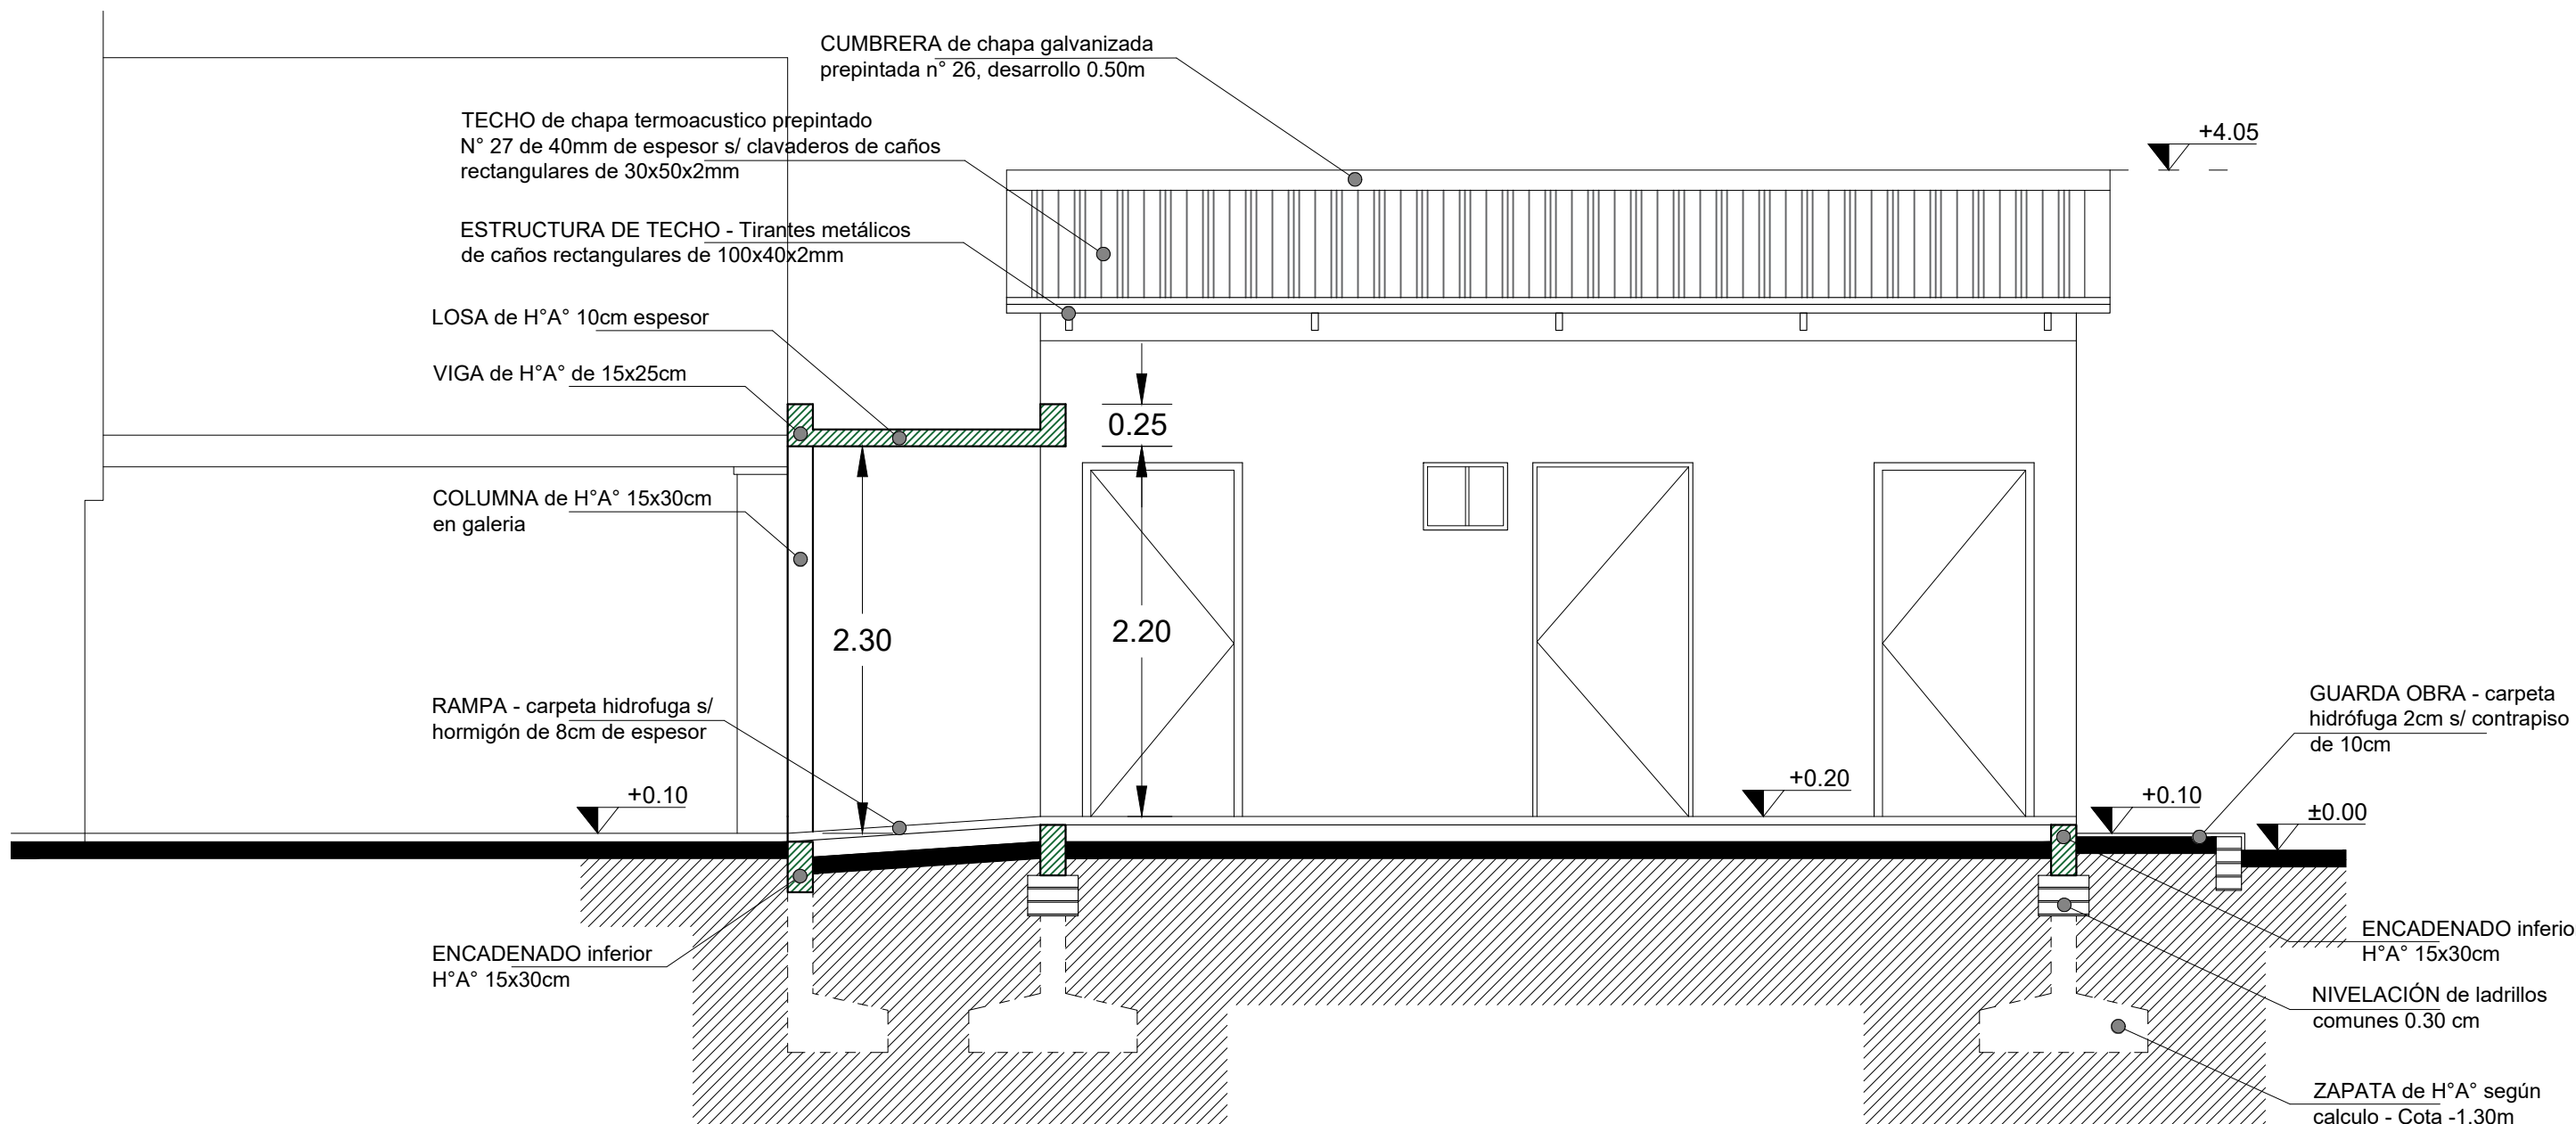 CUMBRERA de chapa galvanizada
prepintada n° 26, desarrollo 0.50m
TECHO de chapa termoacustico prepintado
N° 27 de 40mm de espesor s/ clavaderos de caños
rectangulares de 30x50x2mm
+4.05
ESTRUCTURA DE TECHO - Tirantes metálicos
de caños rectangulares de 100x40x2mm
LOSA de H°A° 10cm espesor
VIGA de H°A° de 15x25cm
0.25
COLUMNA de H°A° 15x30cm
en galeria
2.30
2.20
RAMPA - carpeta hidrofuga s/
hormigón de 8cm de espesor
GUARDA OBRA - carpeta
hidrófuga 2cm s/ contrapiso
de 10cm
+0.10
+0.20
+0.10
±0.00
ENCADENADO inferior
H°A° 15x30cm
ENCADENADO inferio
H°A° 15x30cm
NIVELACIÓN de ladrillos
comunes 0.30 cm
ZAPATA de H°A° según
calculo - Cota -1.30m